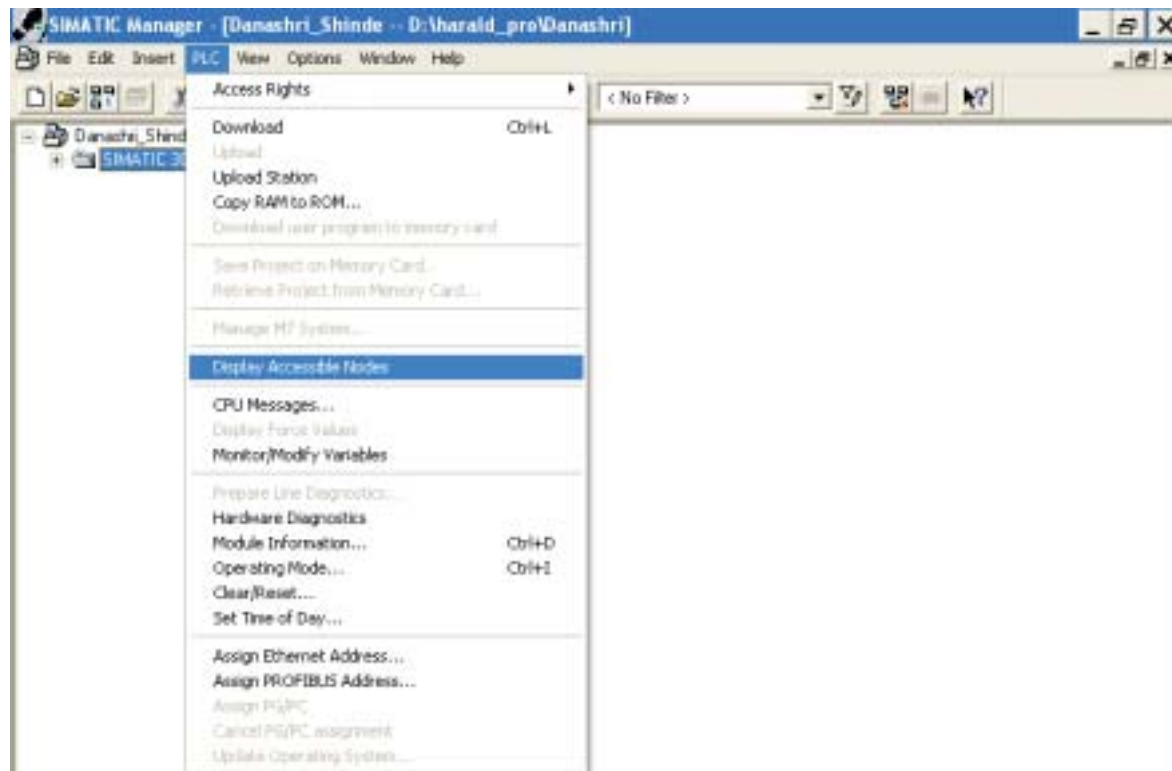 SIMATIC Manager - [Danashri_Shinde -- D:\harald_pro\Danashri]
File Edit Insert PLC View Options Window Help
< No Filter >
Danashri_Shind
SIMATIC 30
Access Rights
Download Ctrl+L
Upload
Upload Station
Copy RAM to ROM...
Download user program to memory card
Save Project on Memory Card...
Retrieve Project from Memory Card...
Manage M7 System...
Display Accessible Nodes
CPU Messages...
Display Force Values
Monitor/Modify Variables
Prepare Line Diagnostics...
Hardware Diagnostics
Module Information... Ctrl+D
Operating Mode... Ctrl+I
Clear/Reset...
Set Time of Day...
Assign Ethernet Address...
Assign PROFIBUS Address...
Assign PG/PC
Cancel PG/PC assignment
Update Operating System...